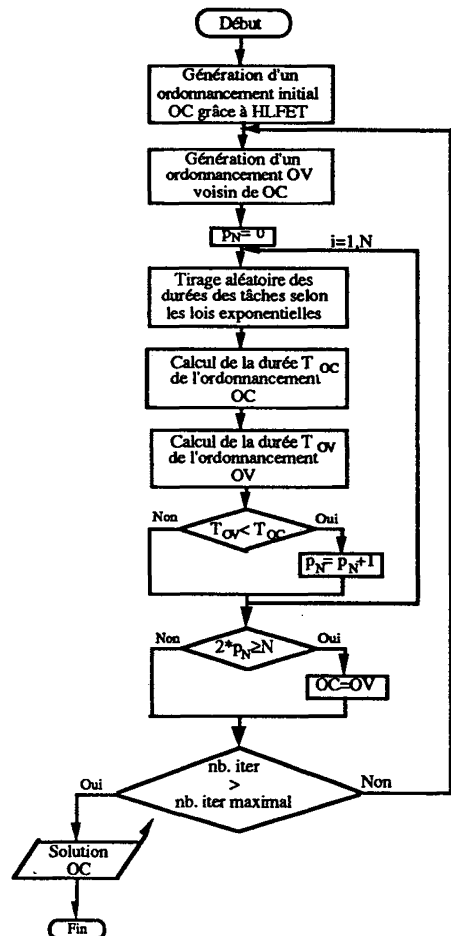 Début
Génération d'un
ordonnancement initial
OC grâce à HLFET
Génération d'un
ordonnancement OV
voisin de OC
p_N= 0
i=1,N
Tirage aléatoire des
durées des tâches selon
les lois exponentielles
Calcul de la durée T_OC
de l'ordonnancement
OC
Calcul de la durée T_OV
de l'ordonnancement
OV
Non
Oui
T_OV< T_OC
p_N= p_N+1
Non
Oui
2*p_N≥N
OC=OV
nb. iter
>
nb. iter maximal
Oui
Non
Solution
OC
Fin